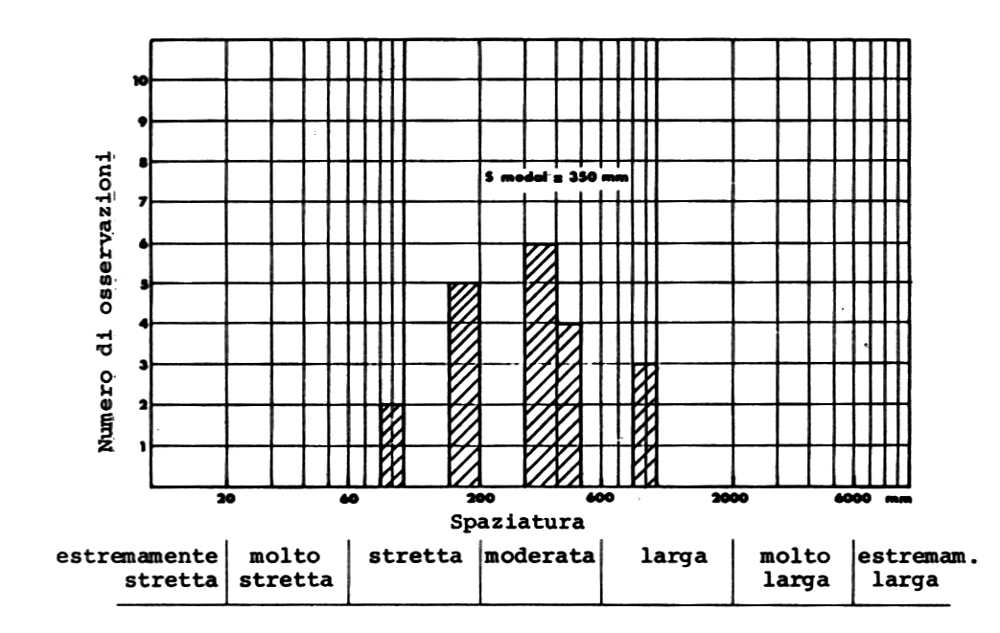 10
9
8
S modal = 350 mm
7
6
5
4
3
2
1
Numero di osservazioni
20 60 200 600 2000 6000 mm
Spaziatura
estremamente stretta
molto stretta
stretta
moderata
larga
molto larga
estremam. larga